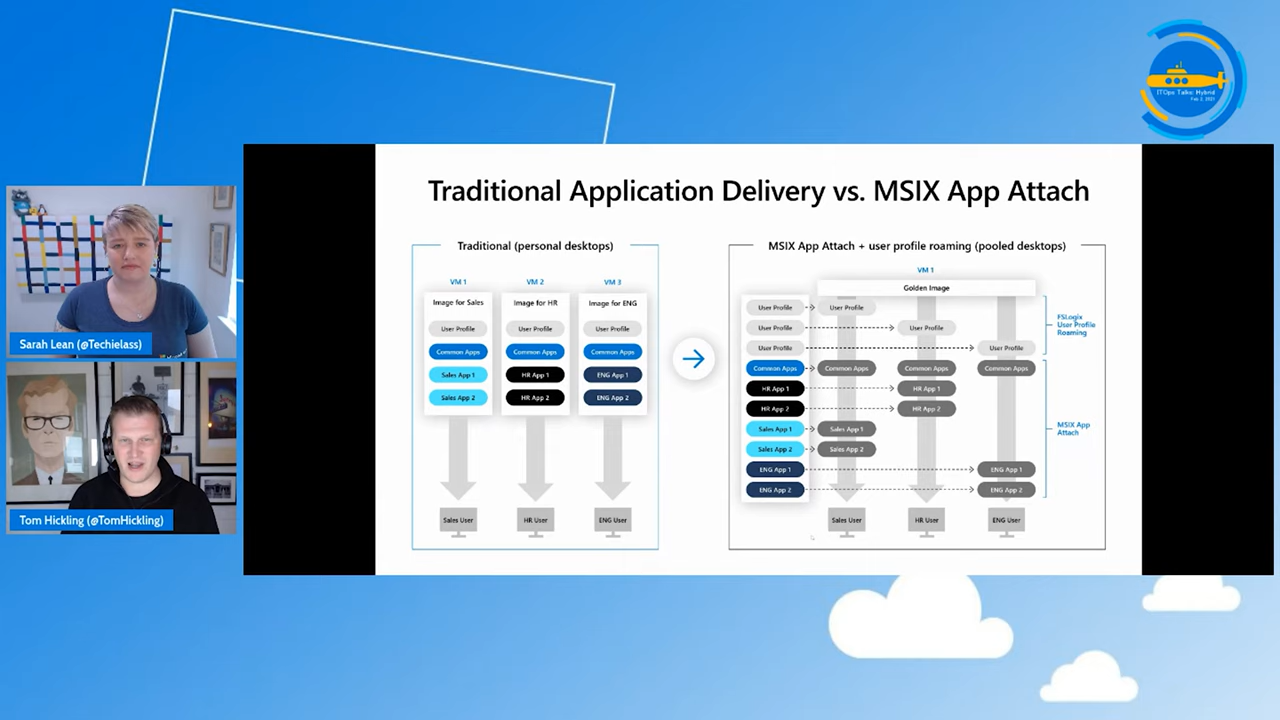 ITOps Talks: Hybrid
Feb 2, 2021
Sarah Lean (@Techielass)
Tom Hickling (@TomHickling)
Traditional Application Delivery vs. MSIX App Attach
Traditional (personal desktops)
VM 1
VM 2
VM 3
Image for Sales
Image for HR
Image for ENG
User Profile
User Profile
User Profile
Common Apps
Common Apps
Common Apps
Sales App 1
HR App 1
ENG App 1
Sales App 2
HR App 2
ENG App 2
Sales User
HR User
ENG User
MSIX App Attach + user profile roaming (pooled desktops)
VM 1
Golden Image
User Profile
User Profile
User Profile
User Profile
User Profile
User Profile
Common Apps
Common Apps
Common Apps
Common Apps
HR App 1
HR App 1
HR App 2
HR App 2
Sales App 1
Sales App 1
Sales App 2
Sales App 2
ENG App 1
ENG App 1
ENG App 2
ENG App 2
FSLogix
User Profile
Roaming
MSIX App
Attach
Sales User
HR User
ENG User